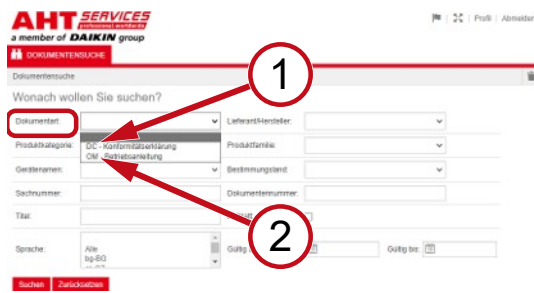 AHT SERVICES
professional worldwide
a member of DAIKIN group
Profil Abmelden
DOKUMENTENSUCHE
Dokumentensuche
Wonach wollen Sie suchen?
1
Dokumentart:
Lieferant/Hersteller:
Produktkategorie:
DC - Konformitätserklärung
OM - Betriebsanleitung
Produktfamilie:
Gerätenamen:
Bestimmungsland:
Sachnummer:
Dokumentennummer:
Titel:
2
Sprache:
Alle
bg-BG
Gültig
Gültig bis:
Suchen Zurücksetzen